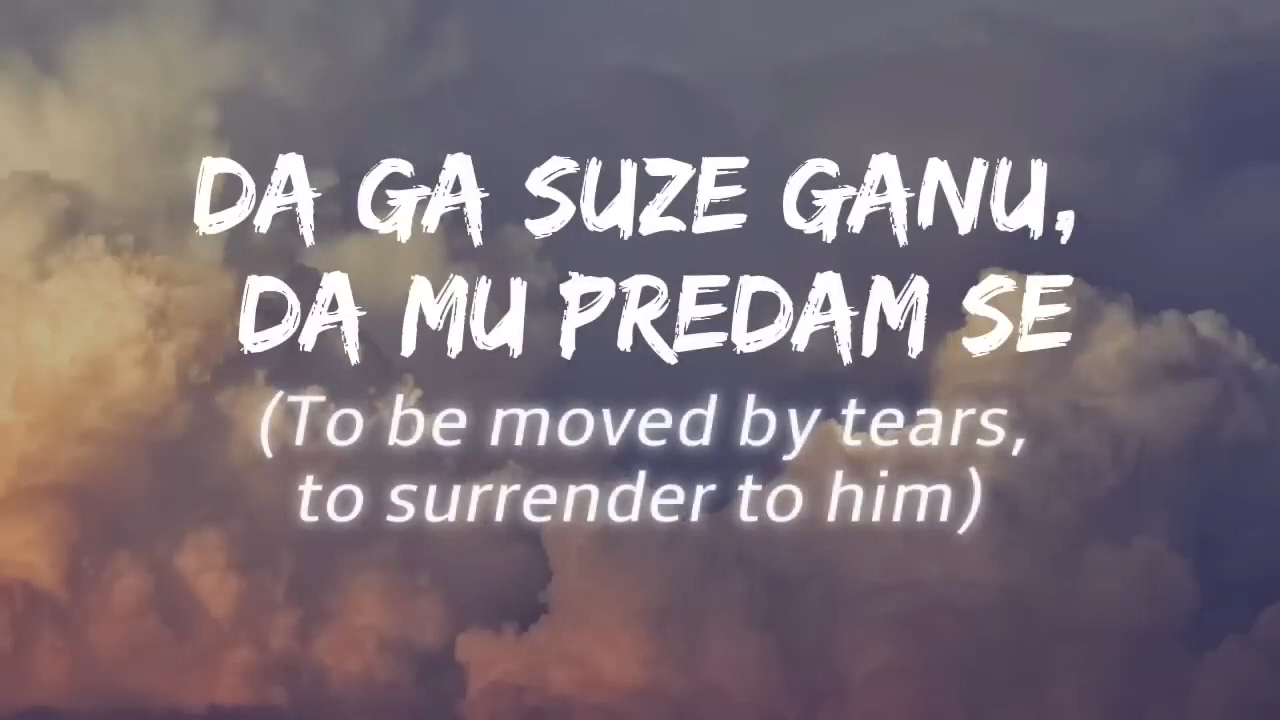 DA GA SUZE GANU,
DA MU PREDAM SE
(To be moved by tears,
to surrender to him)